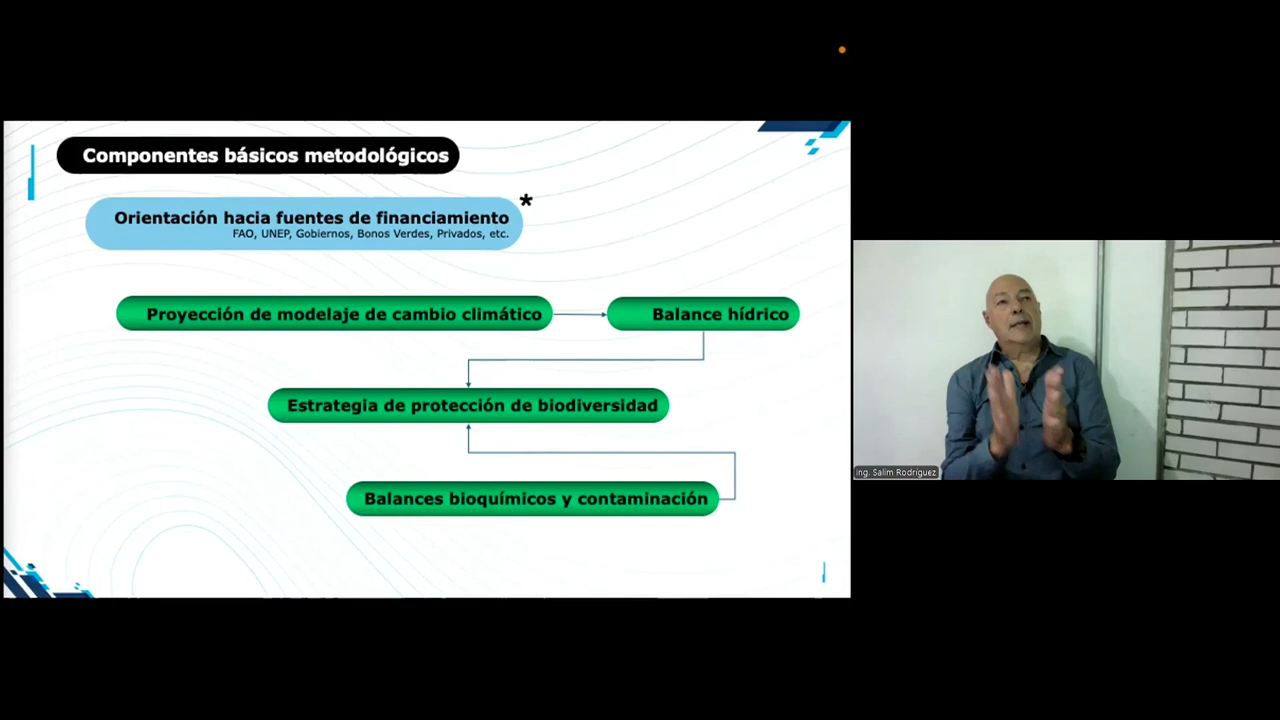 Componentes básicos metodológicos
*
Orientación hacia fuentes de financiamiento
FAO, UNEP, Gobiernos, Bonos Verdes, Privados, etc.
Proyección de modelaje de cambio climático
Balance hídrico
Estrategia de protección de biodiversidad
Balances bioquímicos y contaminación
Ing. Salim Rodríguez